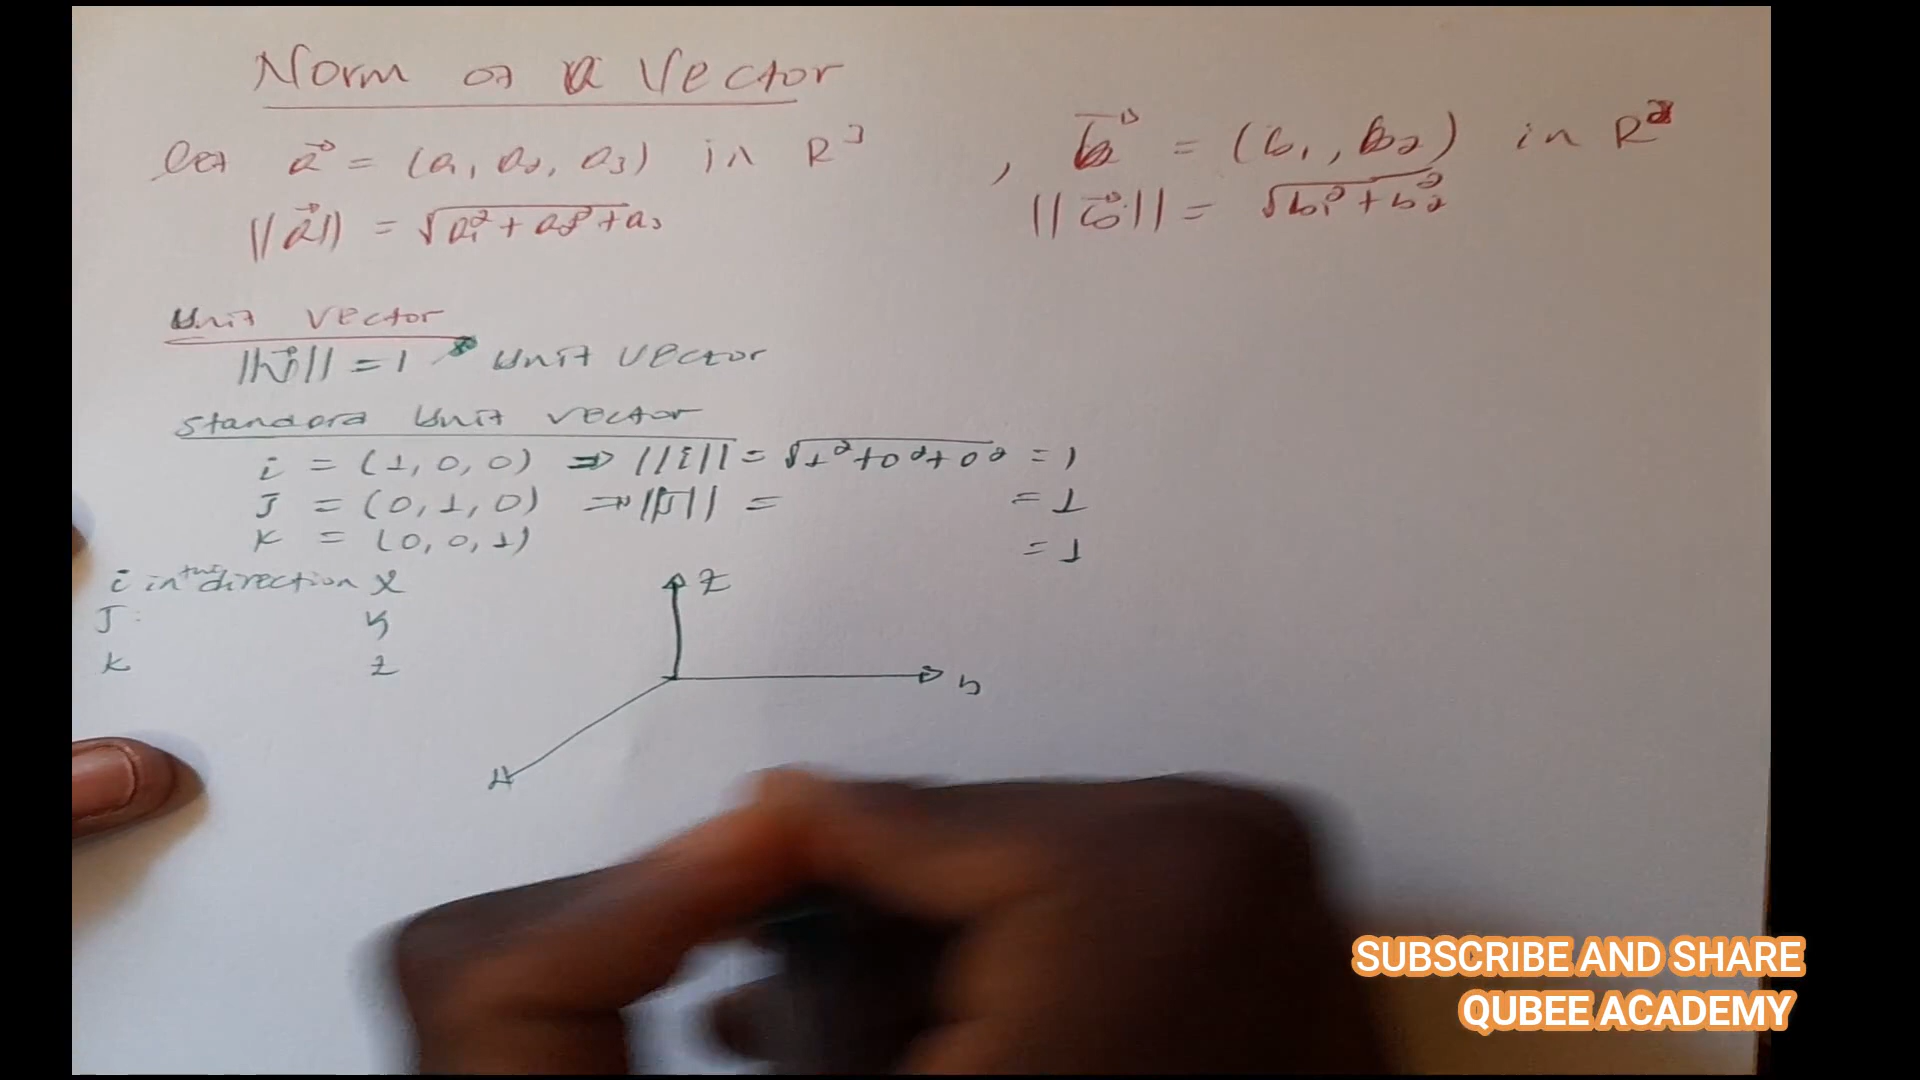 Norm of a Vector
Let a⃗ = (a₁, a₂, a₃) in R³ , b⃗ = (b₁, b₂) in R²
||a⃗|| = √a₁² + a₂² + a₃ ||b⃗|| = √b₁² + b₂²
Unit Vector
||u⃗|| = 1 → Unit Vector
Standard Unit Vector
i = (1, 0, 0) ⇒ ||i|| = √1² + 0² + 0² = 1
J = (0, 1, 0) ⇒ ||J|| = = 1
K = (0, 0, 1) = 1
i in the direction x
J y
k z
z
y
SUBSCRIBE AND SHARE
QUBEE ACADEMY